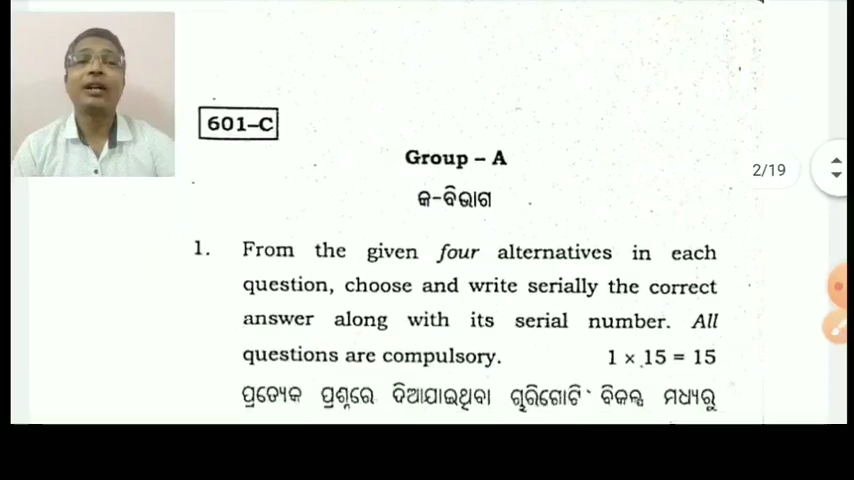 601–C
Group – A
କ-ବିଭାଗ
2/19
1. From the given four alternatives in each
question, choose and write serially the correct
answer along with its serial number. All
questions are compulsory. 1 × 15 = 15
ପ୍ରତ୍ୟେକ ପ୍ରଶ୍ନରେ ଦିଆଯାଇଥିବା ଚାରିଗୋଟି ବିକଳ୍ପ ମଧ୍ୟରୁ